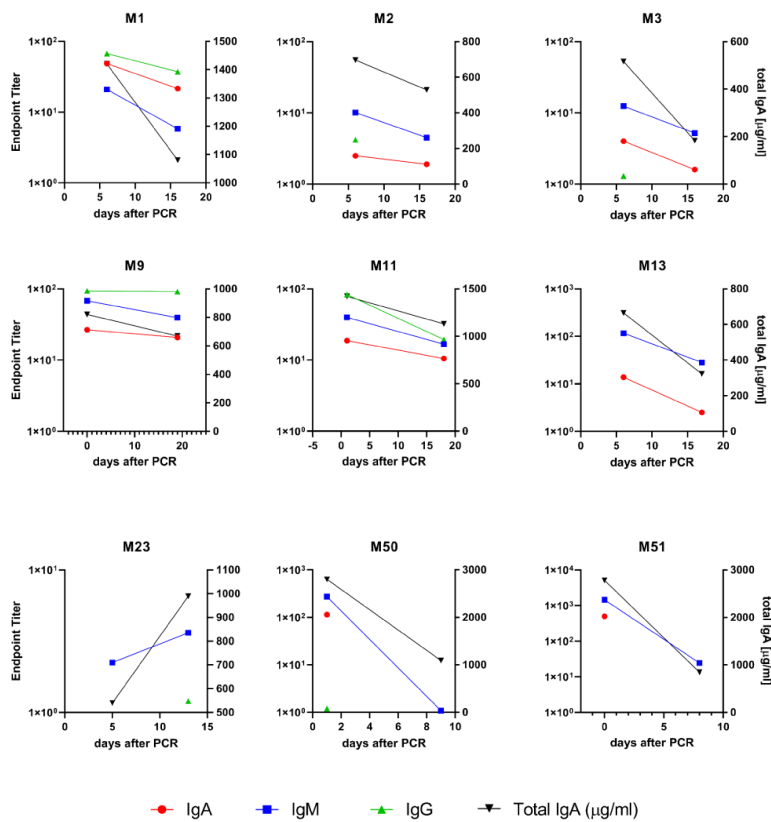 M1 M2 M3
1×10² 1500 1×10² 800 1×10² 600
1400
600
1300 400
Endpoint Titer 1×10¹ 1×10¹ 400 1×10¹ total IgA [µg/ml]
1200 200
200
1100
1×10⁰ 1000 1×10⁰ 0 1×10⁰ 0
0 5 10 15 20 0 5 10 15 20 0 5 10 15 20
days after PCR days after PCR days after PCR
M9 M11 M13
1×10² 1000 1×10² 1500 1×10³ 800
800
1×10² 600
1000
Endpoint Titer 1×10¹ 600 1×10¹ 400 total IgA [µg/ml]
400 500 1×10¹
200
200
1×10⁰ 0 1×10⁰ 0 1×10⁰ 0
0 10 20 -5 0 5 10 15 20 0 5 10 15 20
days after PCR days after PCR days after PCR
M23 M50 M51
1×10¹ 1100 1×10³ 3000 1×10⁴ 3000
1000
1×10³
900 1×10² 2000 2000
Endpoint Titer 800 1×10² total IgA [µg/ml]
700 1×10¹ 1000 1000
1×10¹
600
1×10⁰ 500 1×10⁰ 0 1×10⁰ 0
0 5 10 15 0 2 4 6 8 10 0 5 10
days after PCR days after PCR days after PCR
IgA IgM IgG Total IgA (µg/ml)